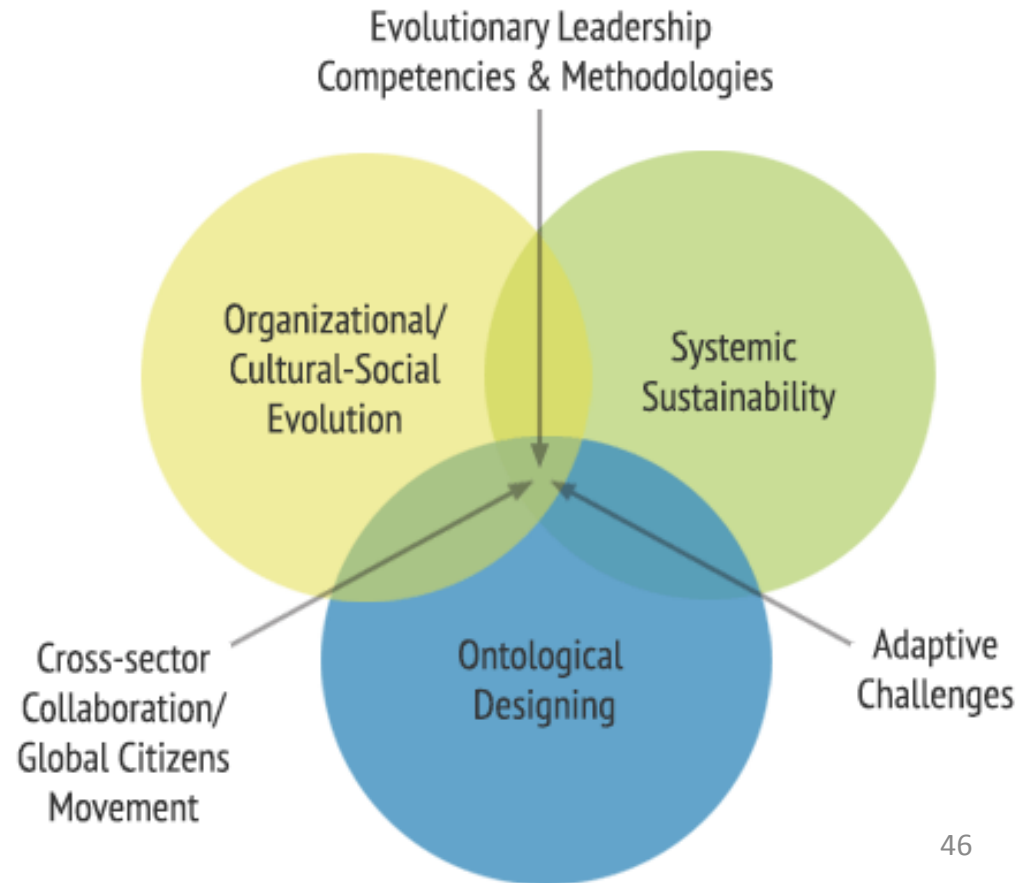 Evolutionary Leadership
Competencies & Methodologies
Organizational/
Cultural-Social
Evolution
Systemic
Sustainability
Ontological
Designing
Cross-sector
Collaboration/
Global Citizens
Movement
Adaptive
Challenges
46